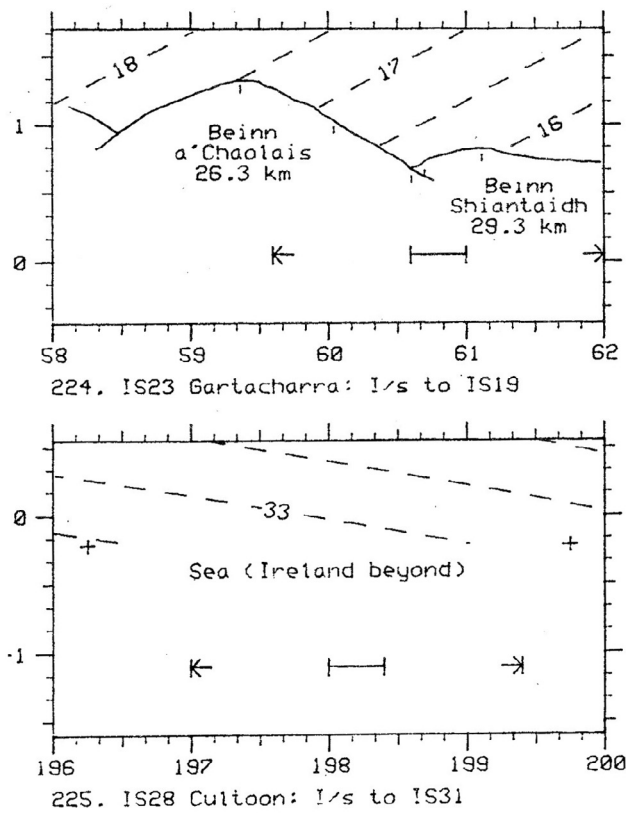 18
17
16
1
Beinn
a'Chaolais
26.3 km
Beinn
Shiantaidh
29.3 km
0
58 59 60 61 62
224. IS23 Gartacharra: I/s to IS19
0
-33
Sea (Ireland beyond)
-1
196 197 198 199 200
225. IS28 Cultoon: I/s to IS31